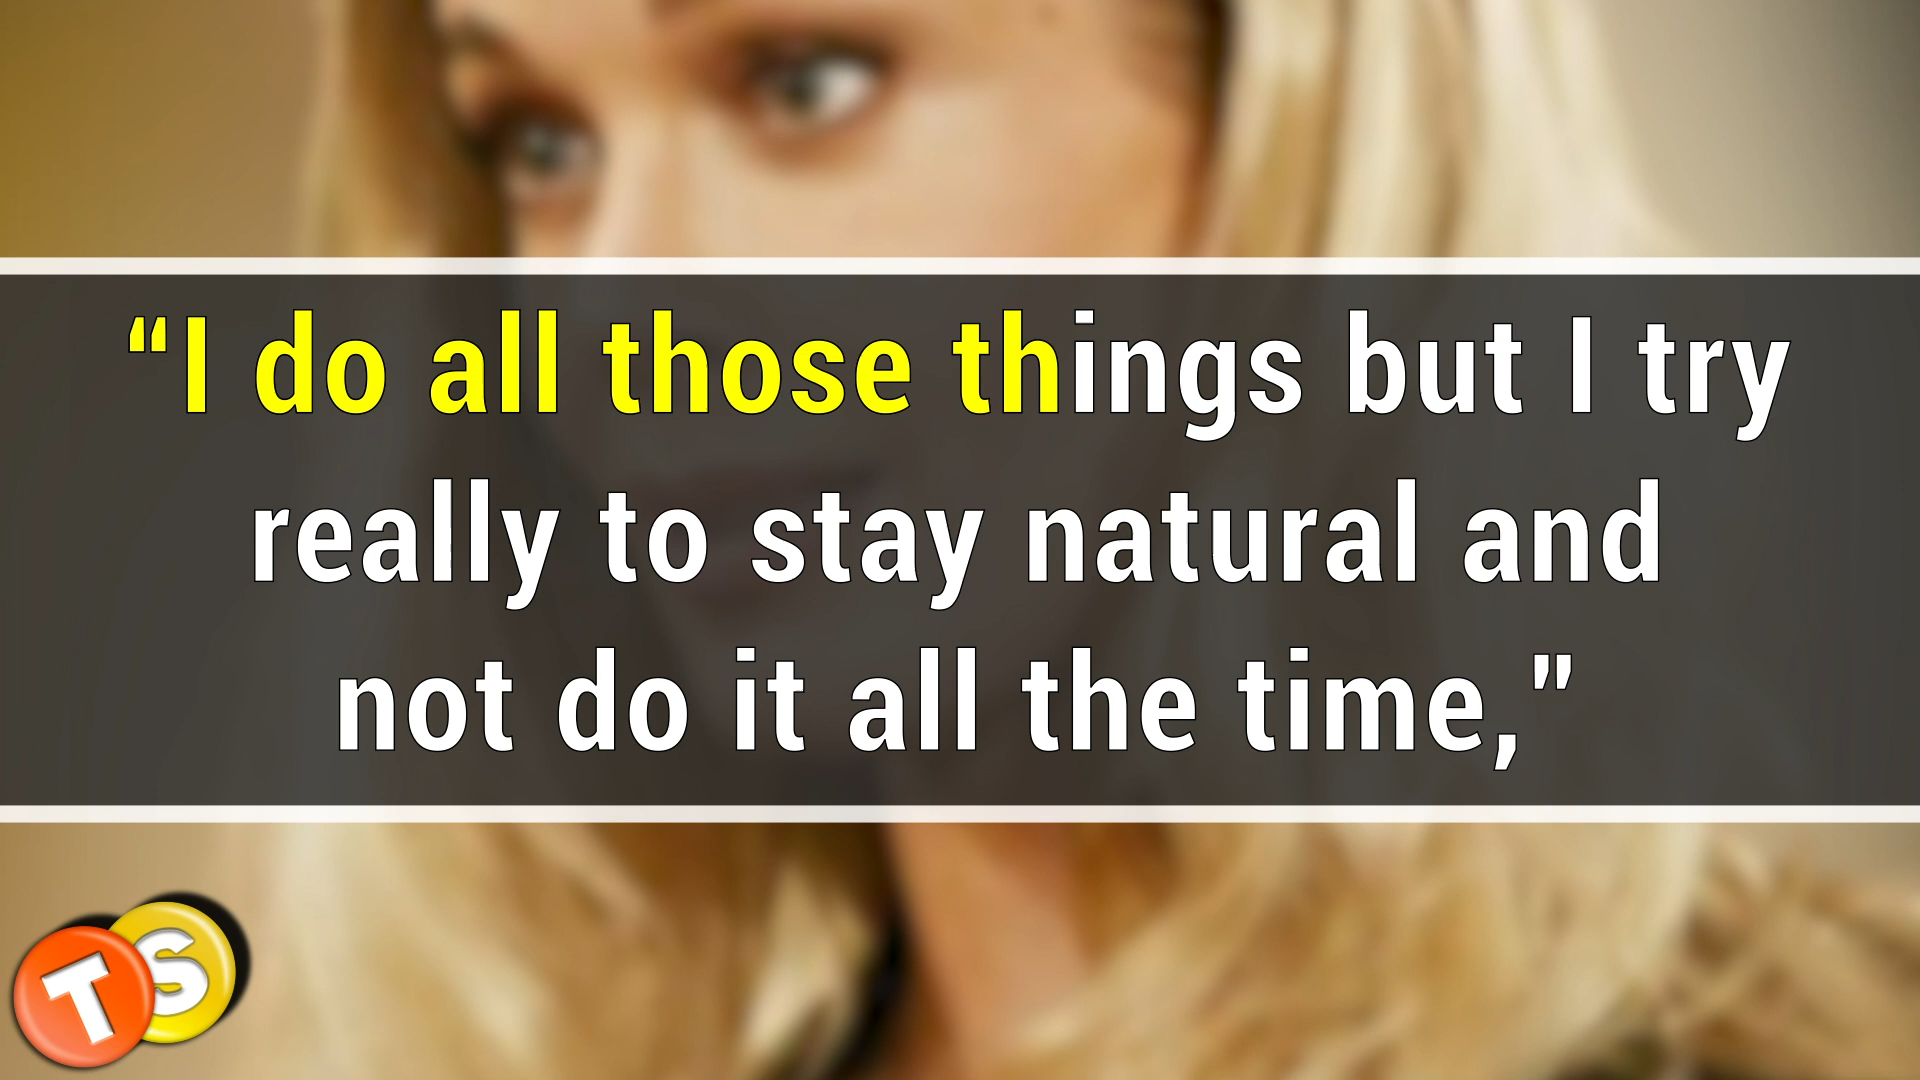 “I do all those things but I try
really to stay natural and
not do it all the time,”
TS